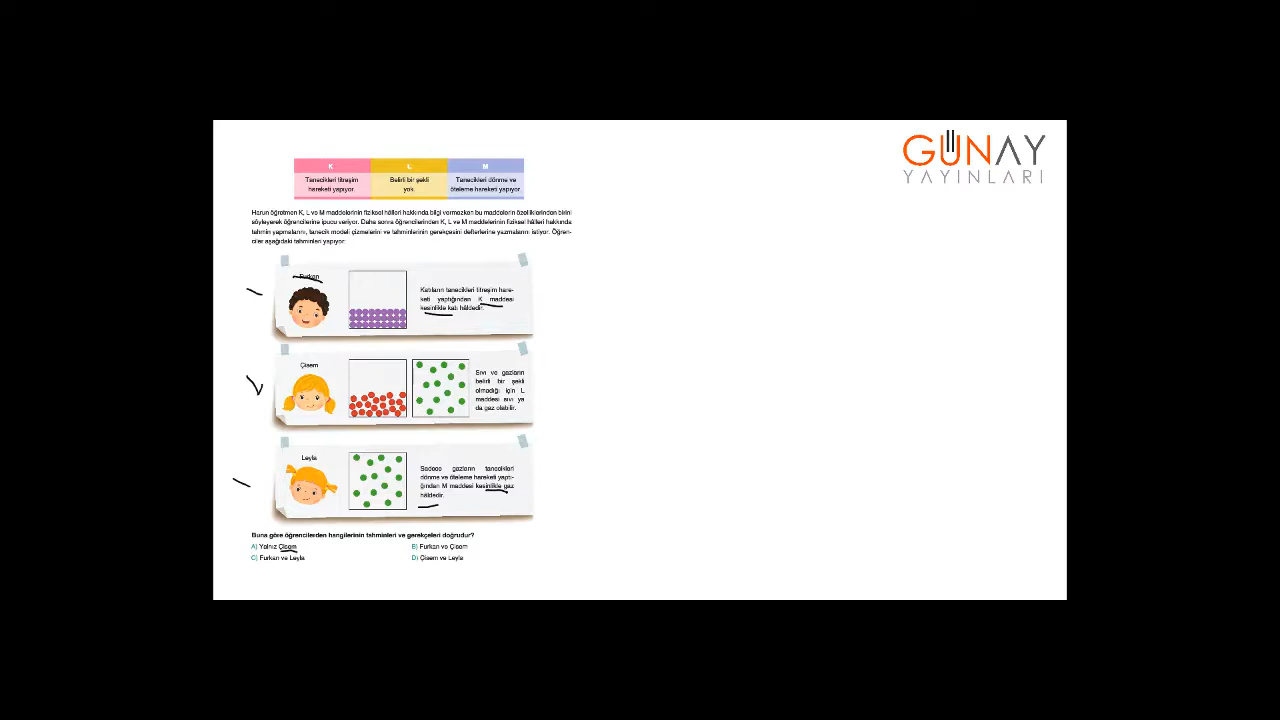 GÜNAY
YAYINLARI
K L M
Tanecikleri titreşim hareketi yapıyor.
Belirli bir şekli yok.
Tanecikleri dönme ve öteleme hareketi yapıyor.
Harun öğretmen K, L ve M maddelerinin fiziksel hâlleri hakkında bilgi vermezken bu maddelerin özelliklerinden birini
söyleyerek öğrencilerine ipucu veriyor. Daha sonra öğrencilerinden K, L ve M maddelerinin fiziksel hâlleri hakkında
tahmin yapmalarını, tanecik modeli çizmelerini ve tahminlerinin gerekçesini defterlerine yazmalarını istiyor. Öğren-
ciler aşağıdaki tahminleri yapıyor:
Furkan
Katıların tanecikleri titreşim hare-
keti yaptığından K maddesi
kesinlikle katı hâldedir.
Çisem
Sıvı ve gazların
belirli bir şekli
olmadığı için L
maddesi sıvı ya
da gaz olabilir.
Leyla
Sadece gazların tanecikleri
dönme ve öteleme hareketi yaptı-
ğından M maddesi kesinlikle gaz
hâldedir.
Buna göre öğrencilerden hangilerinin tahminleri ve gerekçeleri doğrudur?
A) Yalnız Çisem B) Furkan ve Çisem
C) Furkan ve Leyla D) Çisem ve Leyla